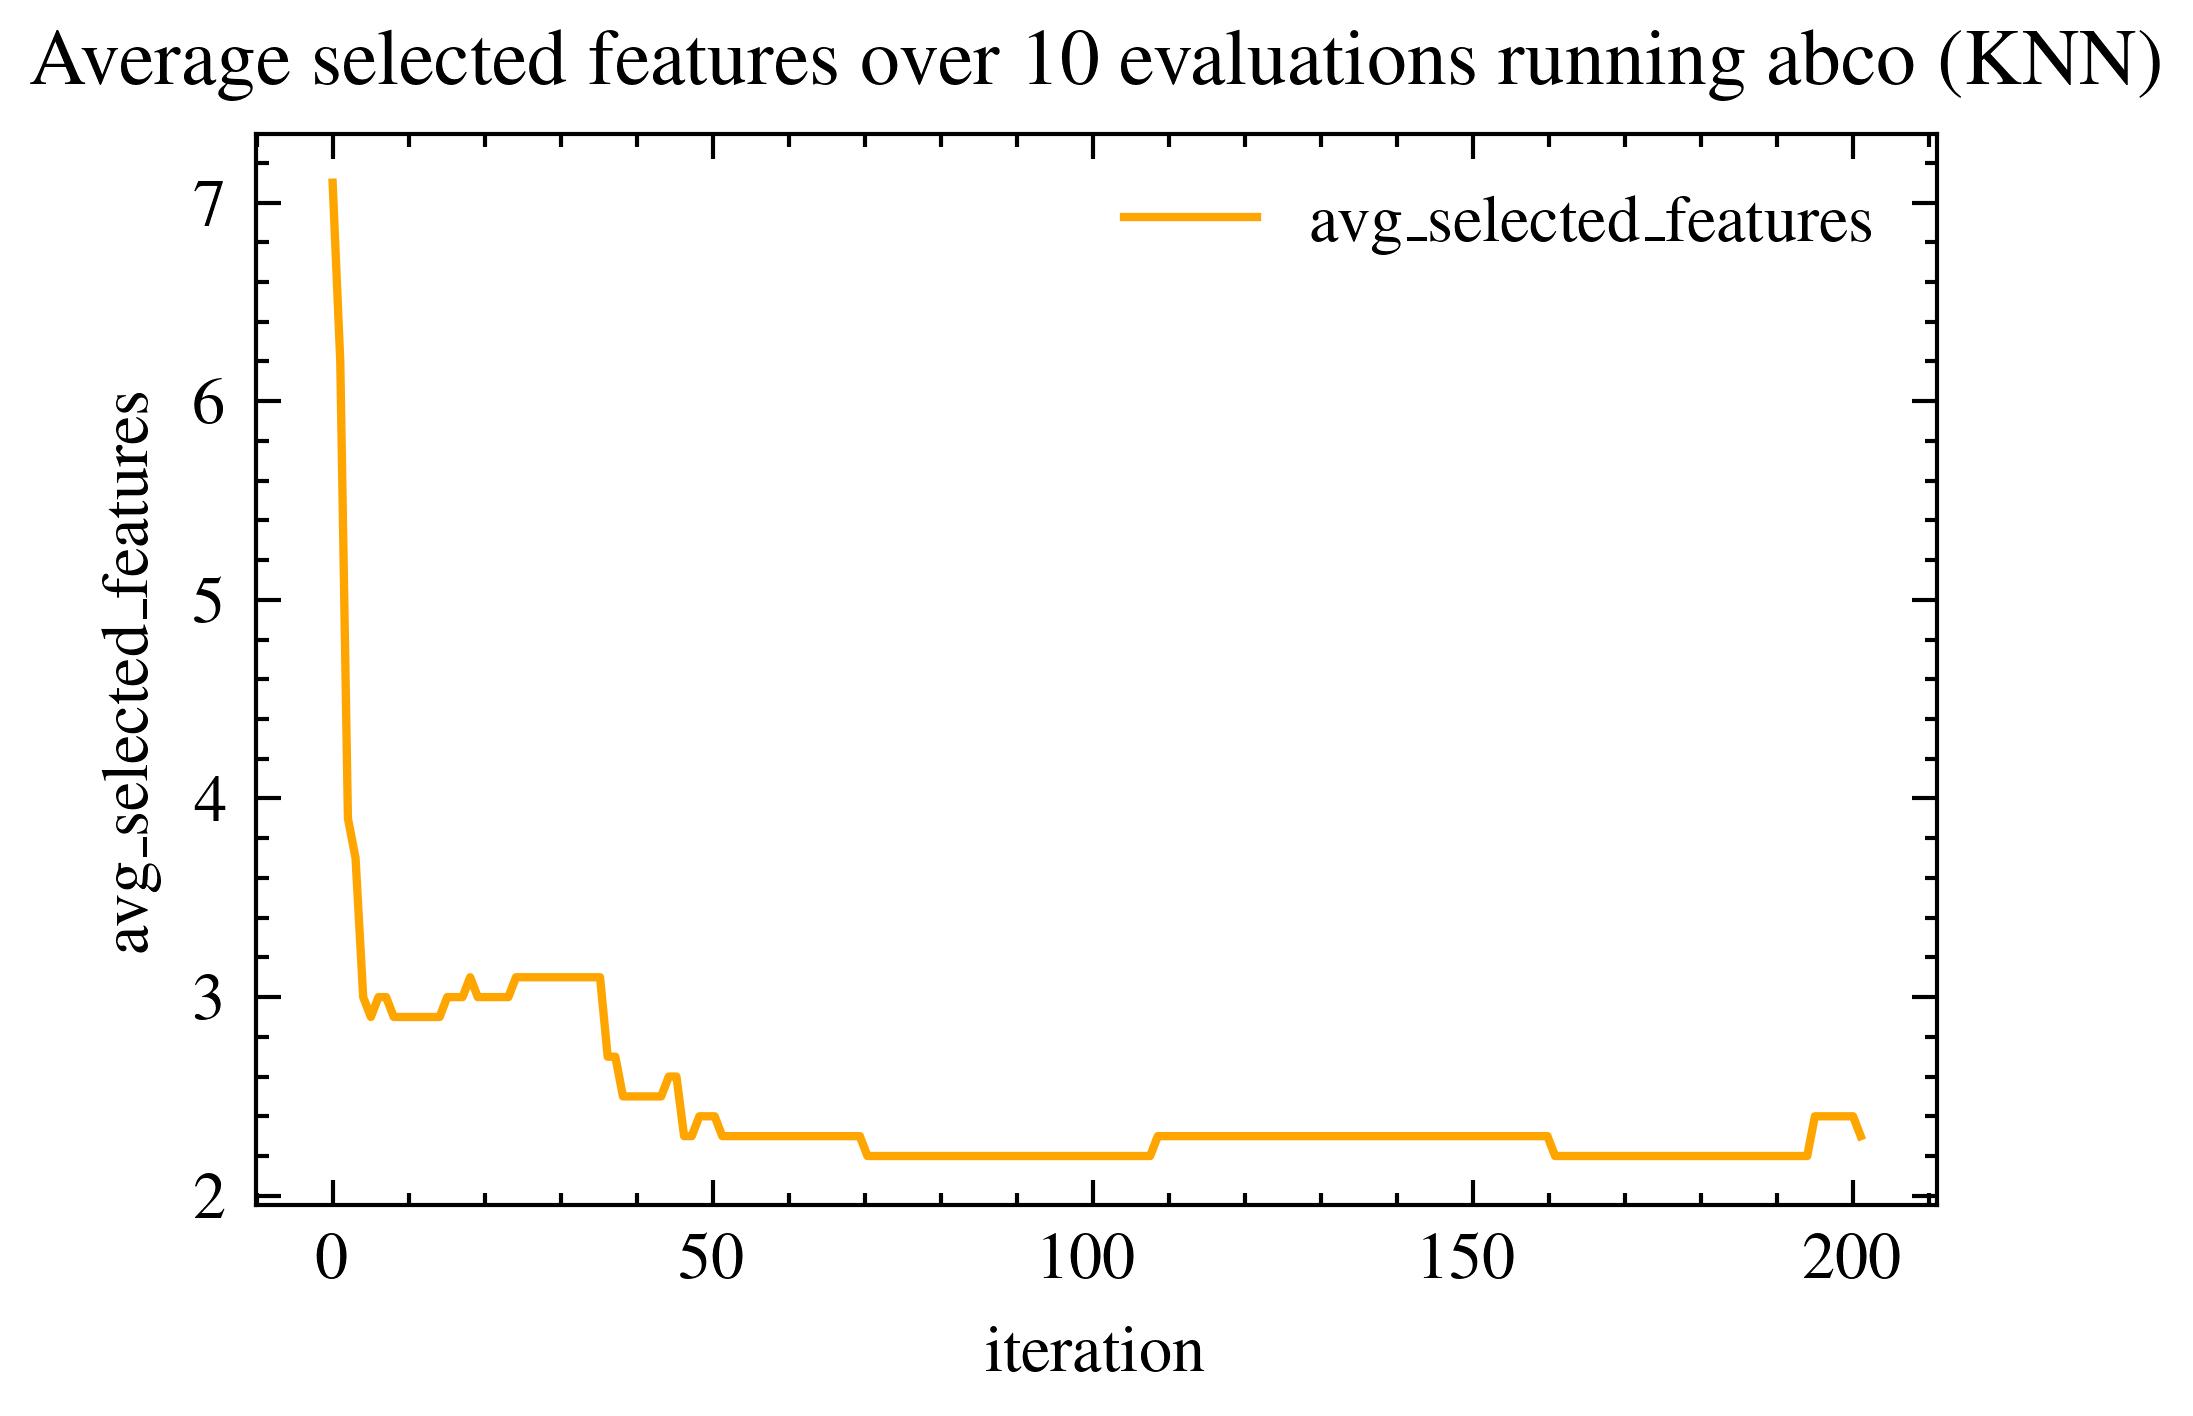 Average selected features over 10 evaluations running abco (KNN)
avg_selected_features
avg_selected_features
7
6
5
4
3
2
0 50 100 150 200
iteration